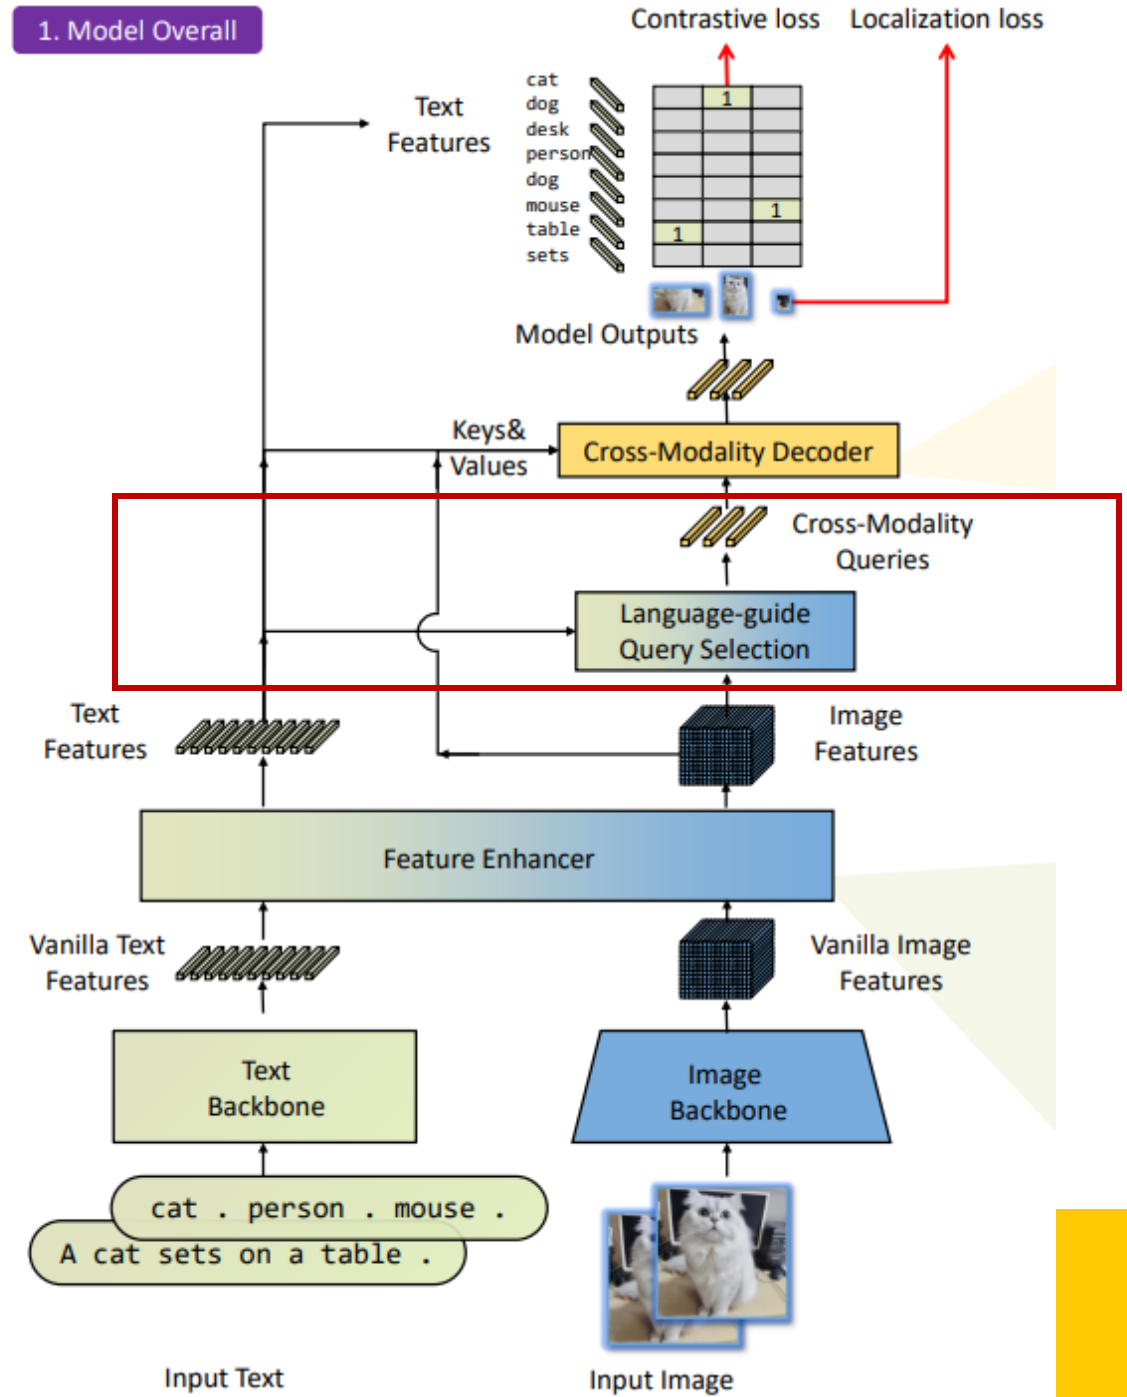 1. Model Overall
Contrastive loss
Localization loss
cat
dog
desk
person
dog
mouse
table
sets
1
1
1
Text
Features
Model Outputs
Keys&
Values
Cross-Modality Decoder
Cross-Modality
Queries
Language-guide
Query Selection
Text
Features
Image
Features
Feature Enhancer
Vanilla Text
Features
Vanilla Image
Features
Text
Backbone
Image
Backbone
cat . person . mouse .
A cat sets on a table .
Input Text
Input Image